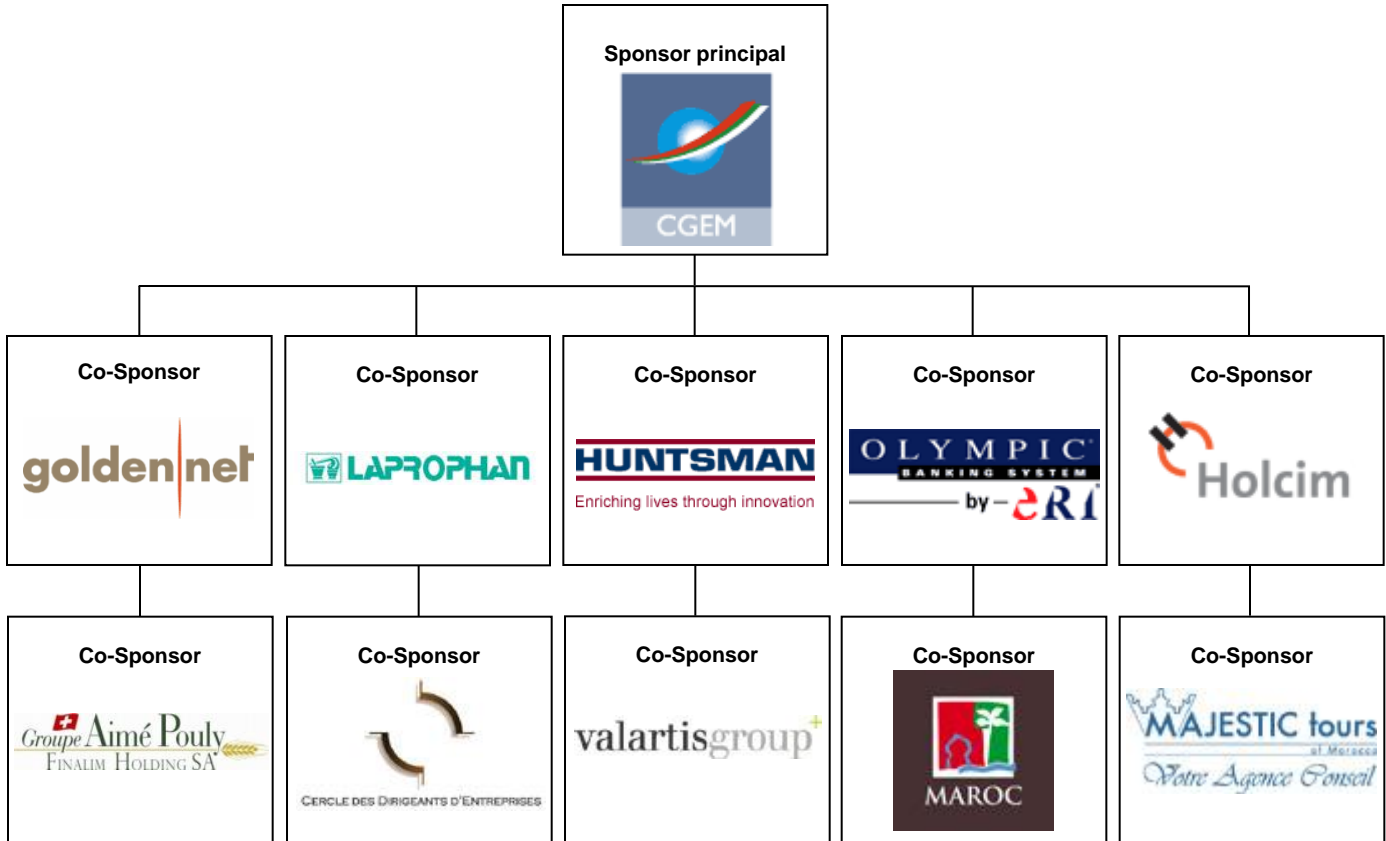 Sponsor principal
CGEM
Co-Sponsor
goldennet
Co-Sponsor
LAPROPHAN
Co-Sponsor
HUNTSMAN
Enriching lives through innovation
Co-Sponsor
OLYMPIC
BANKING SYSTEM
by eRI
Co-Sponsor
H
Holcim
Co-Sponsor
Groupe Aimé Pouly
FINALIM HOLDING SA
Co-Sponsor
CERCLE DES DIRIGEANTS D'ENTREPRISES
Co-Sponsor
valartisgroup+
Co-Sponsor
MAROC
Co-Sponsor
MAJESTIC tours
of Morocco
Votre Agence Conseil